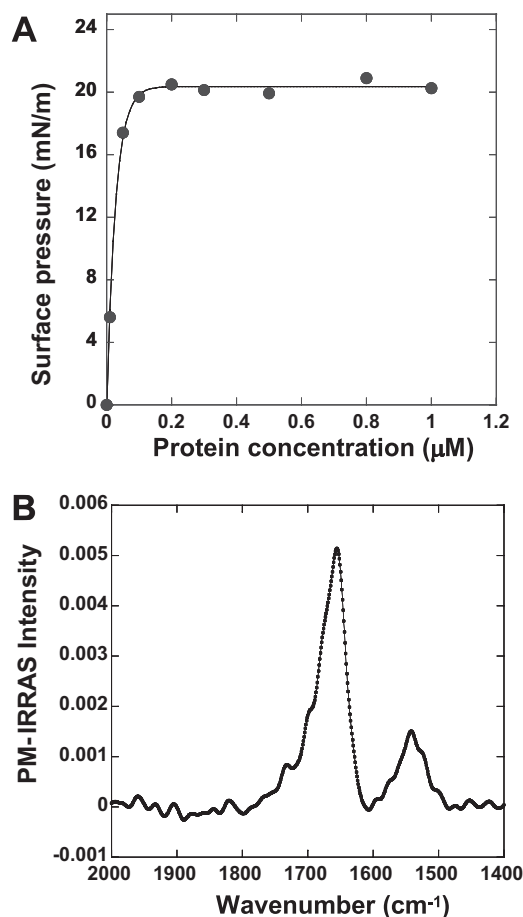 A
24
20
16
12
8
4
0
Surface pressure (mN/m)
0 0.2 0.4 0.6 0.8 1 1.2
Protein concentration (μM)
B
0.006
0.005
0.004
0.003
0.002
0.001
0
-0.001
PM-IRRAS Intensity
2000 1900 1800 1700 1600 1500 1400
Wavenumber (cm-1)